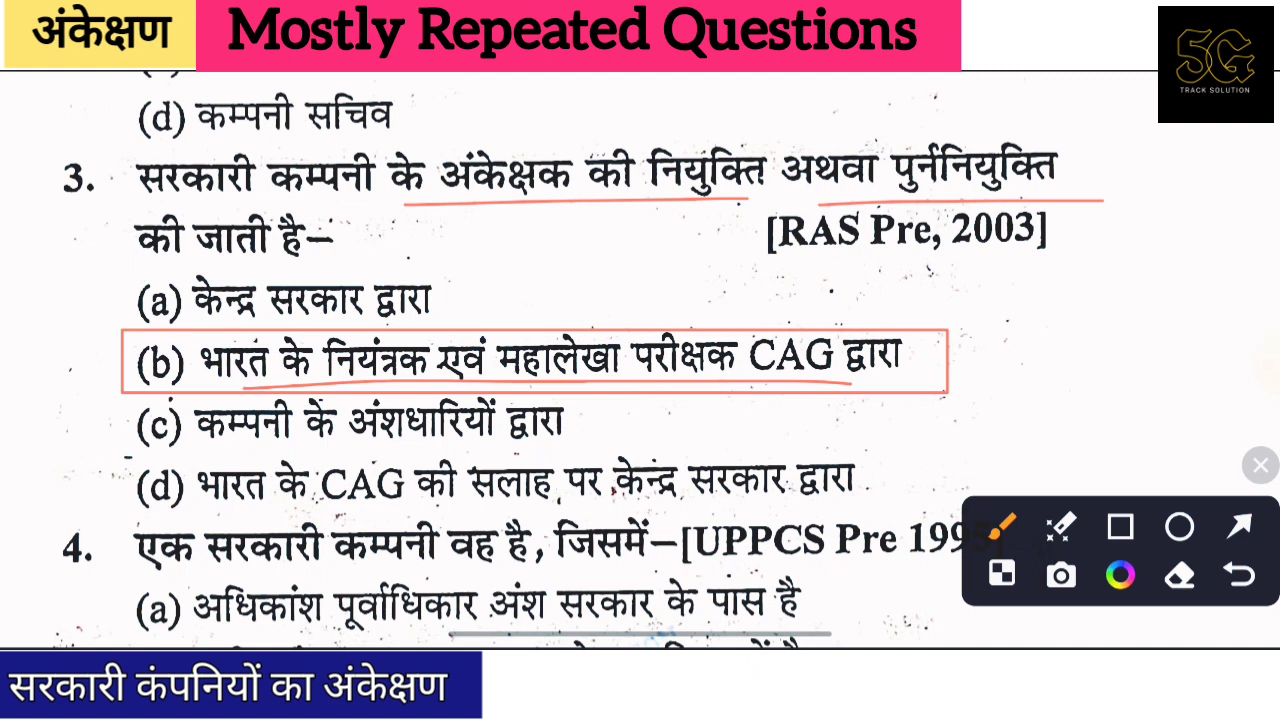 अंकेक्षण
Mostly Repeated Questions
5G
TRACK SOLUTION
(d) कम्पनी सचिव
3. सरकारी कम्पनी के अंकेक्षक की नियुक्ति अथवा पुर्ननियुक्ति
की जाती है– [RAS Pre, 2003]
(a) केन्द्र सरकार द्वारा
(b) भारत के नियंत्रक एवं महालेखा परीक्षक CAG द्वारा
(c) कम्पनी के अंशधारियों द्वारा
(d) भारत के CAG की सलाह पर केन्द्र सरकार द्वारा
4. एक सरकारी कम्पनी वह है, जिसमें–[UPPCS Pre 199
(a) अधिकांश पूर्वाधिकार अंश सरकार के पास है
सरकारी कंपनियों का अंकेक्षण